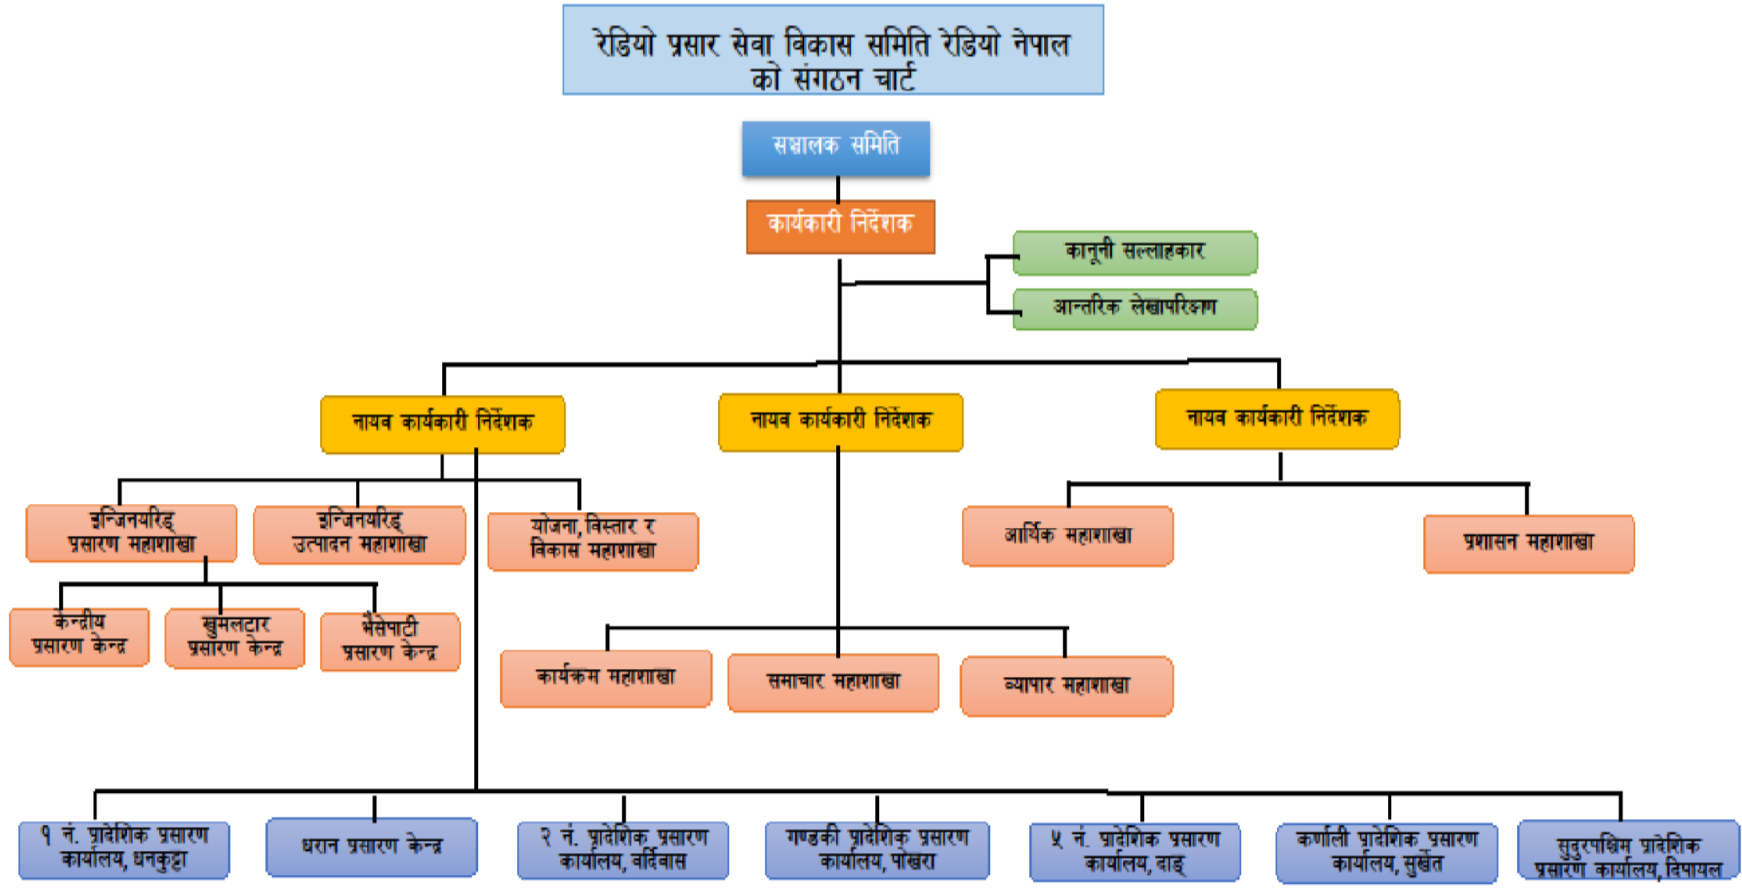 रेडियो प्रसार सेवा विकास समिति रेडियो नेपाल
को संगठन चार्ट
सञ्चालक समिति
कार्यकारी निर्देशक
कानूनी सल्लाहकार
आन्तरिक लेखापरिक्षण
नायव कार्यकारी निर्देशक
नायव कार्यकारी निर्देशक
नायव कार्यकारी निर्देशक
इन्जिनयरिङ्
प्रसारण महाशाखा
इन्जिनयरिङ्
उत्पादन महाशाखा
योजना, विस्तार र
विकास महाशाखा
आर्थिक महाशाखा
प्रशासन महाशाखा
केन्द्रीय
प्रसारण केन्द्र
खुमलटार
प्रसारण केन्द्र
भैसेपाटी
प्रसारण केन्द्र
कार्यक्रम महाशाखा
समाचार महाशाखा
व्यापार महाशाखा
१ नं. प्रादेशिक प्रसारण
कार्यालय, धनकुट्टा
धरान प्रसारण केन्द्र
२ नं. प्रादेशिक प्रसारण
कार्यालय, वर्दिवास
गण्डकी प्रादेशिक प्रसारण
कार्यालय, पोखरा
५ नं. प्रादेशिक प्रसारण
कार्यालय, दाङ्
कर्णाली प्रादेशिक प्रसारण
कार्यालय, सुर्खेत
सुदुरपश्चिम प्रादेशिक
प्रसारण कार्यालय, दिपायल